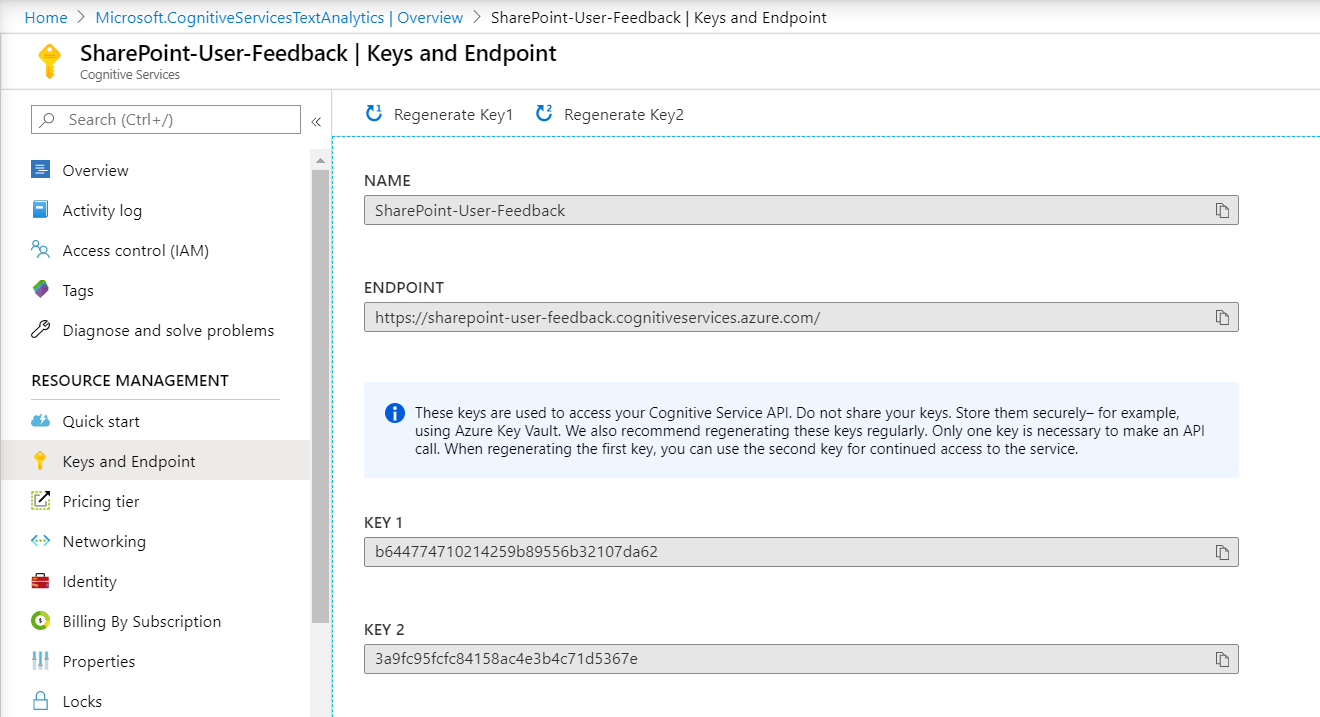 Home > Microsoft.CognitiveServicesTextAnalytics | Overview > SharePoint-User-Feedback | Keys and Endpoint
SharePoint-User-Feedback | Keys and Endpoint
Cognitive Services
Search (Ctrl+/)
«
Overview
Activity log
Access control (IAM)
Tags
Diagnose and solve problems
RESOURCE MANAGEMENT
Quick start
Keys and Endpoint
Pricing tier
Networking
Identity
Billing By Subscription
Properties
Locks
1 Regenerate Key1 2 Regenerate Key2
NAME
SharePoint-User-Feedback
ENDPOINT
https://sharepoint-user-feedback.cognitiveservices.azure.com/
These keys are used to access your Cognitive Service API. Do not share your keys. Store them securely– for example,
using Azure Key Vault. We also recommend regenerating these keys regularly. Only one key is necessary to make an API
call. When regenerating the first key, you can use the second key for continued access to the service.
KEY 1
b644774710214259b89556b32107da62
KEY 2
3a9fc95fcfc84158ac4e3b4c71d5367e